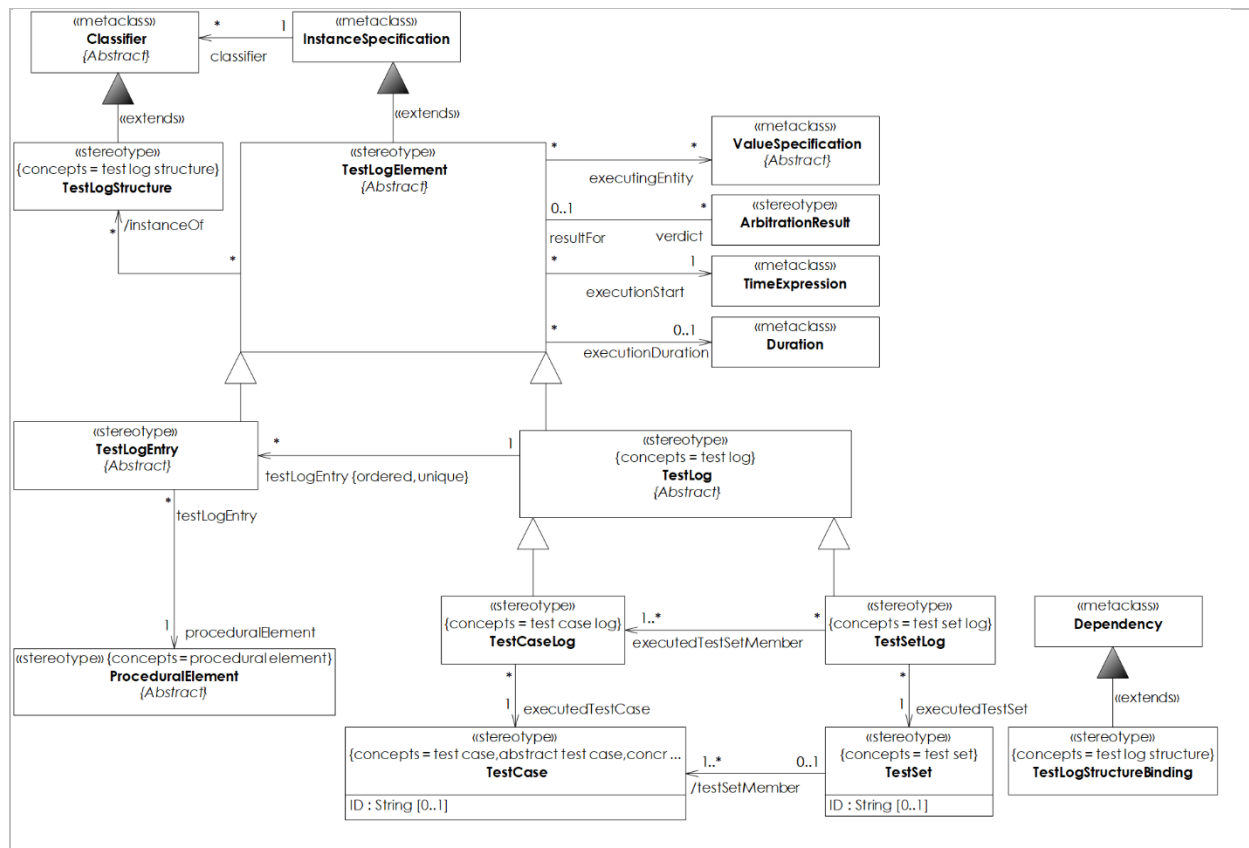 «metaclass»
Classifier
{Abstract}
*
1
classifier
«metaclass»
InstanceSpecification
«extends»
«extends»
«stereotype»
{concepts = test log structure}
TestLogStructure
/instanceOf
*
*
«stereotype»
TestLogElement
{Abstract}
*
*
executingEntity
«metaclass»
ValueSpecification
{Abstract}
0..1
*
resultFor
verdict
«stereotype»
ArbitrationResult
*
1
executionStart
«metaclass»
TimeExpression
*
0..1
executionDuration
«metaclass»
Duration
«stereotype»
TestLogEntry
{Abstract}
*
1
testLogEntry {ordered,unique}
«stereotype»
{concepts = test log}
TestLog
{Abstract}
*
testLogEntry
1
proceduralElement
«stereotype» {concepts = procedural element}
ProceduralElement
{Abstract}
«stereotype»
{concepts = test case log}
TestCaseLog
1..*
*
executedTestSetMember
«stereotype»
{concepts = test set log}
TestSetLog
«metaclass»
Dependency
*
1
executedTestCase
*
1
executedTestSet
«extends»
«stereotype»
{concepts = test case,abstract test case,concr ...
TestCase
ID : String [0..1]
1..*
0..1
/testSetMember
«stereotype»
{concepts = test set}
TestSet
ID : String [0..1]
«stereotype»
{concepts = test log structure}
TestLogStructureBinding